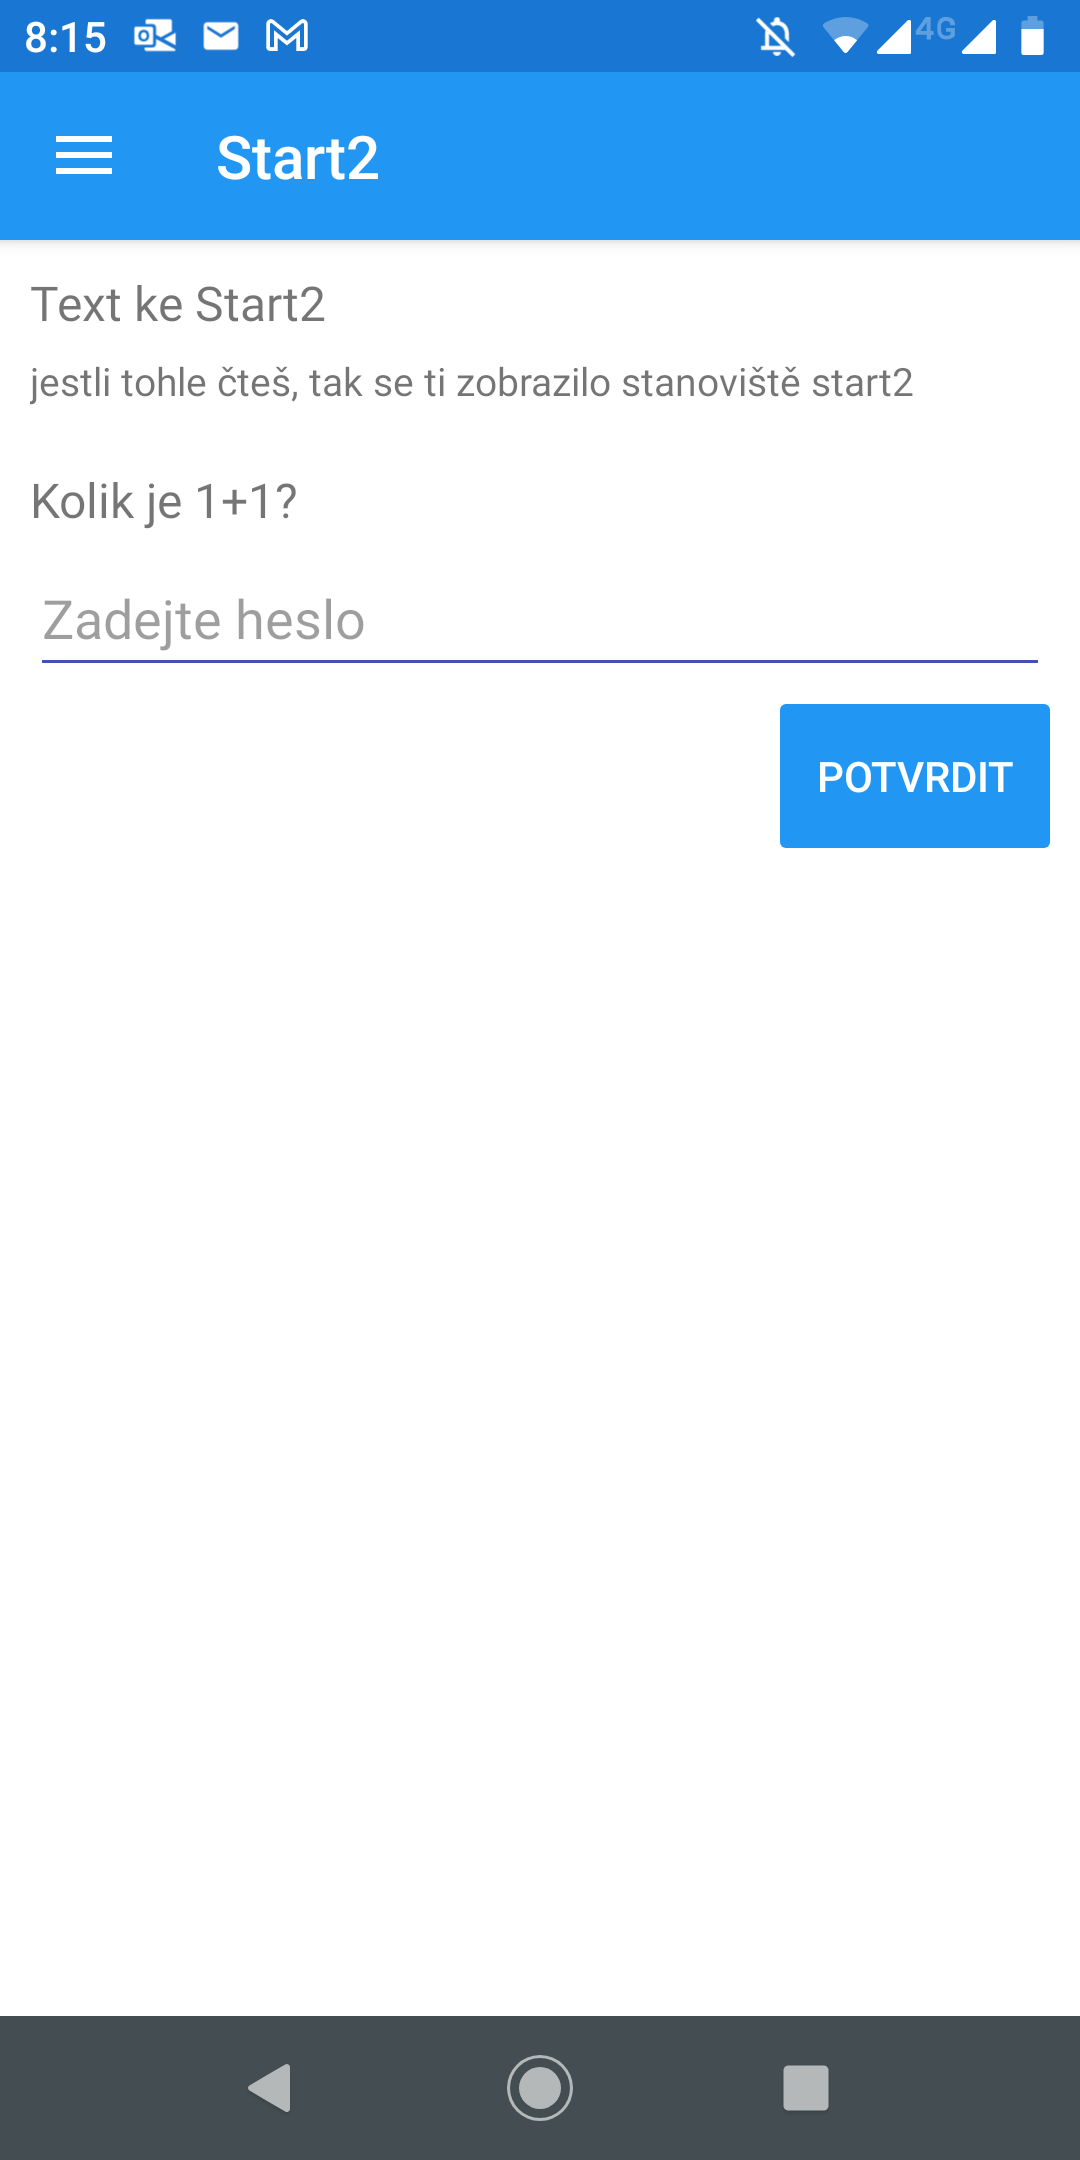 8:15
4G
Start2
Text ke Start2
jestli tohle čteš, tak se ti zobrazilo stanoviště start2
Kolik je 1+1?
Zadejte heslo
POTVRDIT